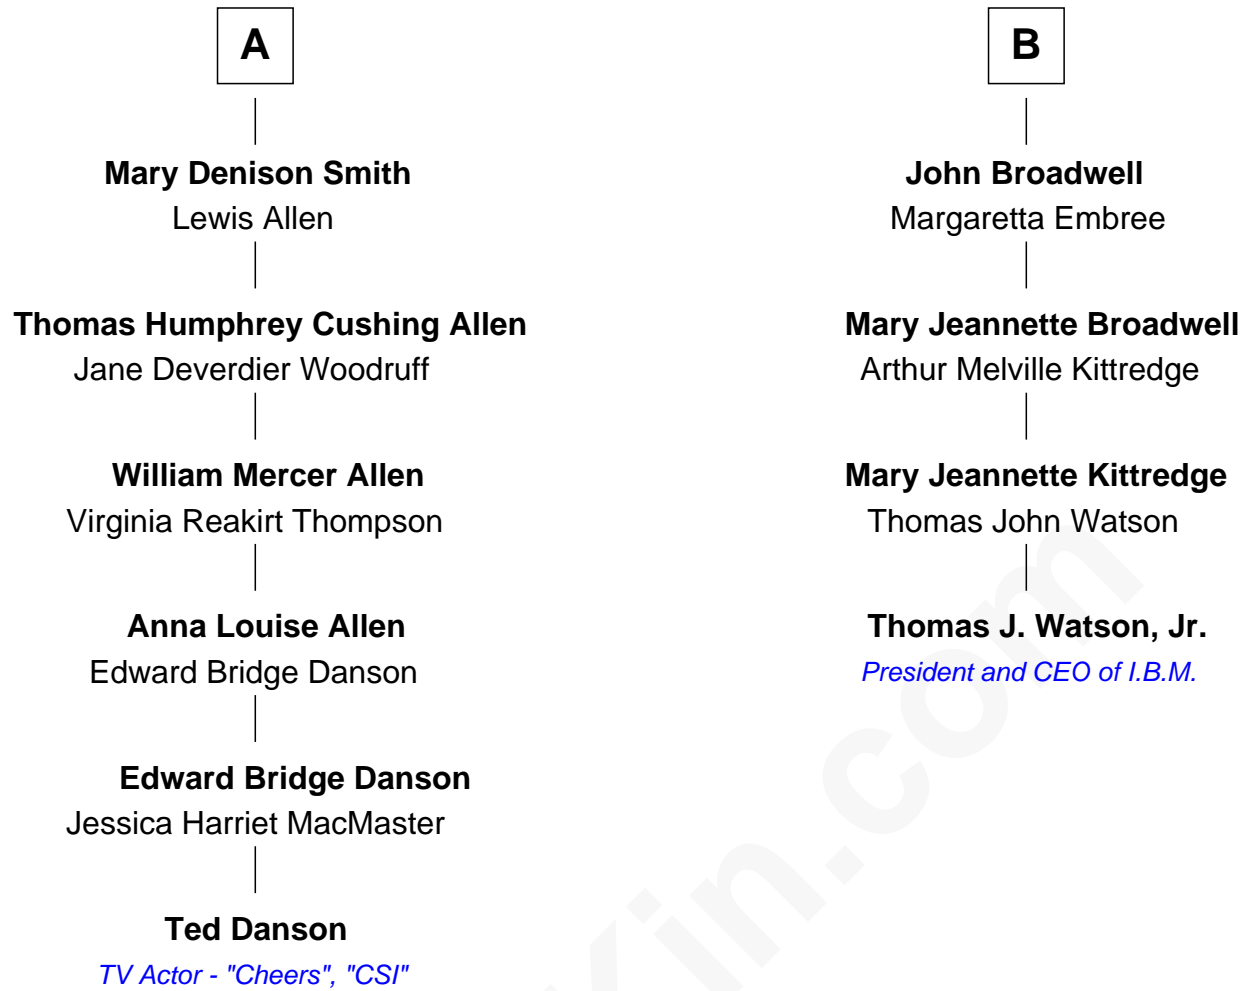 A
Mary Denison Smith
Lewis Allen
Thomas Humphrey Cushing Allen
Jane Deverdier Woodruff
William Mercer Allen
Virginia Reakirt Thompson
Anna Louise Allen
Edward Bridge Danson
Edward Bridge Danson
Jessica Harriet MacMaster
Ted Danson
TV Actor - "Cheers", "CSI"
B
John Broadwell
Margaretta Embree
Mary Jeannette Broadwell
Arthur Melville Kittredge
Mary Jeannette Kittredge
Thomas John Watson
Thomas J. Watson, Jr.
President and CEO of I.B.M.
Kin.com